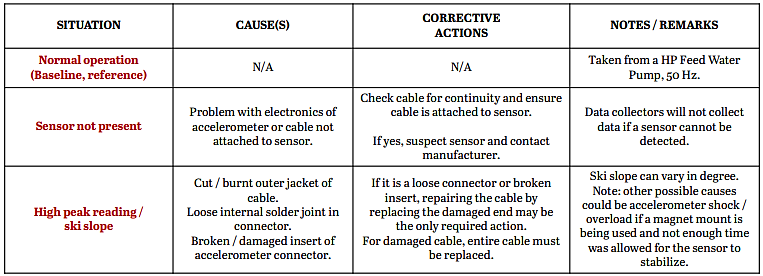 SITUATION
CAUSE(S)
CORRECTIVE
ACTIONS
NOTES / REMARKS
Normal operation
(Baseline, reference)
N/A
N/A
Taken from a HP Feed Water
Pump, 50 Hz.
Sensor not present
Problem with electronics of
accelerometer or cable not
attached to sensor.
Check cable for continuity and ensure
cable is attached to sensor.
If yes, suspect sensor and contact
manufacturer.
Data collectors will not collect
data if a sensor cannot be
detected.
High peak reading /
ski slope
Cut / burnt outer jacket of
cable.
Loose internal solder joint in
connector.
Broken / damaged insert of
accelerometer connector.
If it is a loose connector or broken
insert, repairing the cable by
replacing the damaged end may be
the only required action.
For damaged cable, entire cable must
be replaced.
Ski slope can vary in degree.
Note: other possible causes
could be accelerometer shock /
overload if a magnet mount is
being used and not enough time
was allowed for the sensor to
stabilize.